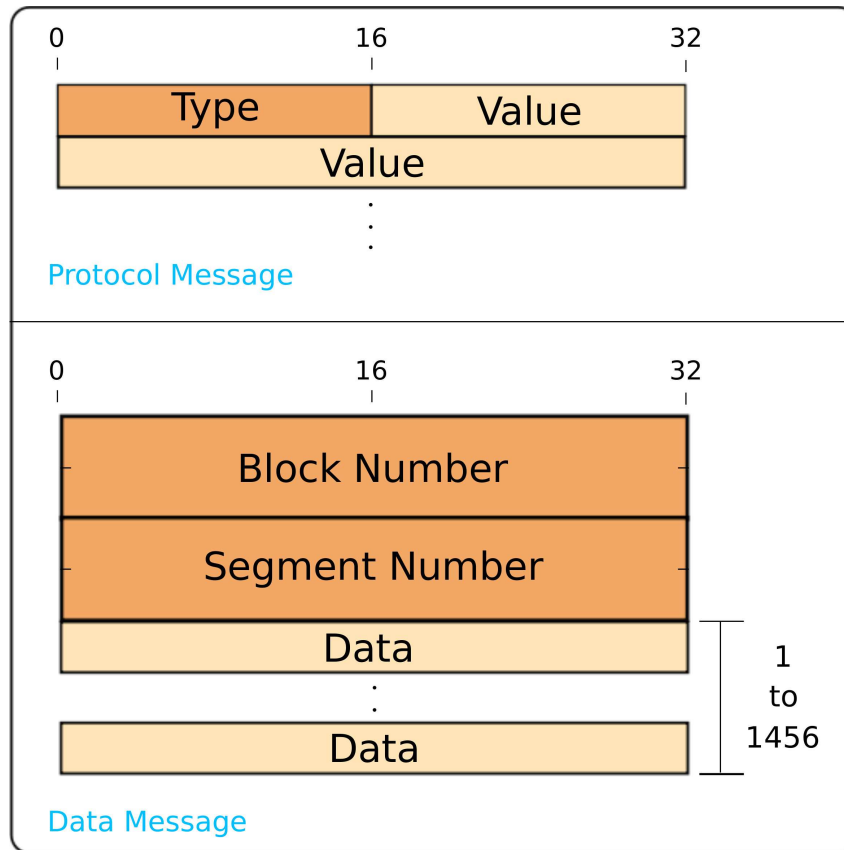 0 16 32
Type Value
Value
Protocol Message
0 16 32
Block Number
Segment Number
Data
1
to
1456
Data
Data Message